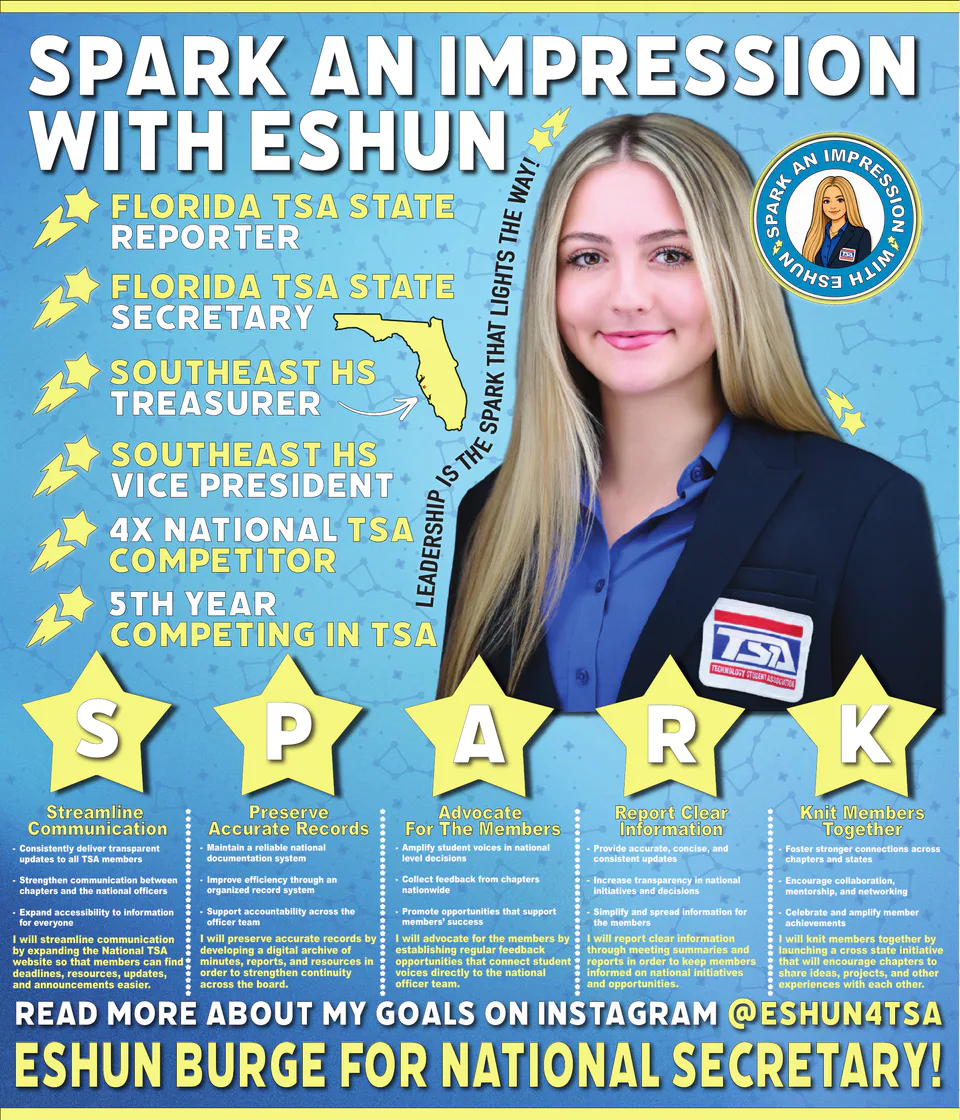 SPARK AN IMPRESSION
WITH ESHUN
FLORIDA TSA STATE
REPORTER
FLORIDA TSA STATE
SECRETARY
SOUTHEAST HS
TREASURER
SOUTHEAST HS
VICE PRESIDENT
4X NATIONAL TSA
COMPETITOR
5TH YEAR
COMPETING IN TSA
LEADERSHIP IS THE SPARK THAT LIGHTS THE WAY!
SPARK AN IMPRESSION
WITH ESHUN
TSA
TSA
TECHNOLOGY STUDENT ASSOCIATION
S P A R K
Streamline
Communication
- Consistently deliver transparent
updates to all TSA members
- Strengthen communication between
chapters and the national officers
- Expand accessibility to information
for everyone
I will streamline communication
by expanding the National TSA
website so that members can find
deadlines, resources, updates,
and announcements easier.
Preserve
Accurate Records
- Maintain a reliable national
documentation system
- Improve efficiency through an
organized record system
- Support accountability across the
officer team
I will preserve accurate records by
developing a digital archive of
minutes, reports, and resources in
order to strengthen continuity
across the board.
Advocate
For The Members
- Amplify student voices in national
level decisions
- Collect feedback from chapters
nationwide
- Promote opportunities that support
members' success
I will advocate for the members by
establishing regular feedback
opportunities that connect student
voices directly to the national
officer team.
Report Clear
Information
- Provide accurate, concise, and
consistent updates
- Increase transparency in national
initiatives and decisions
- Simplify and spread information for
the members
I will report clear information
through meeting summaries and
reports in order to keep members
informed on national initiatives
and opportunities.
Knit Members
Together
- Foster stronger connections across
chapters and states
- Encourage collaboration,
mentorship, and networking
- Celebrate and amplify member
achievements
I will knit members together by
launching a cross state initiative
that will encourage chapters to
share ideas, projects, and other
experiences with each other.
READ MORE ABOUT MY GOALS ON INSTAGRAM @ESHUN4TSA
ESHUN BURGE FOR NATIONAL SECRETARY!